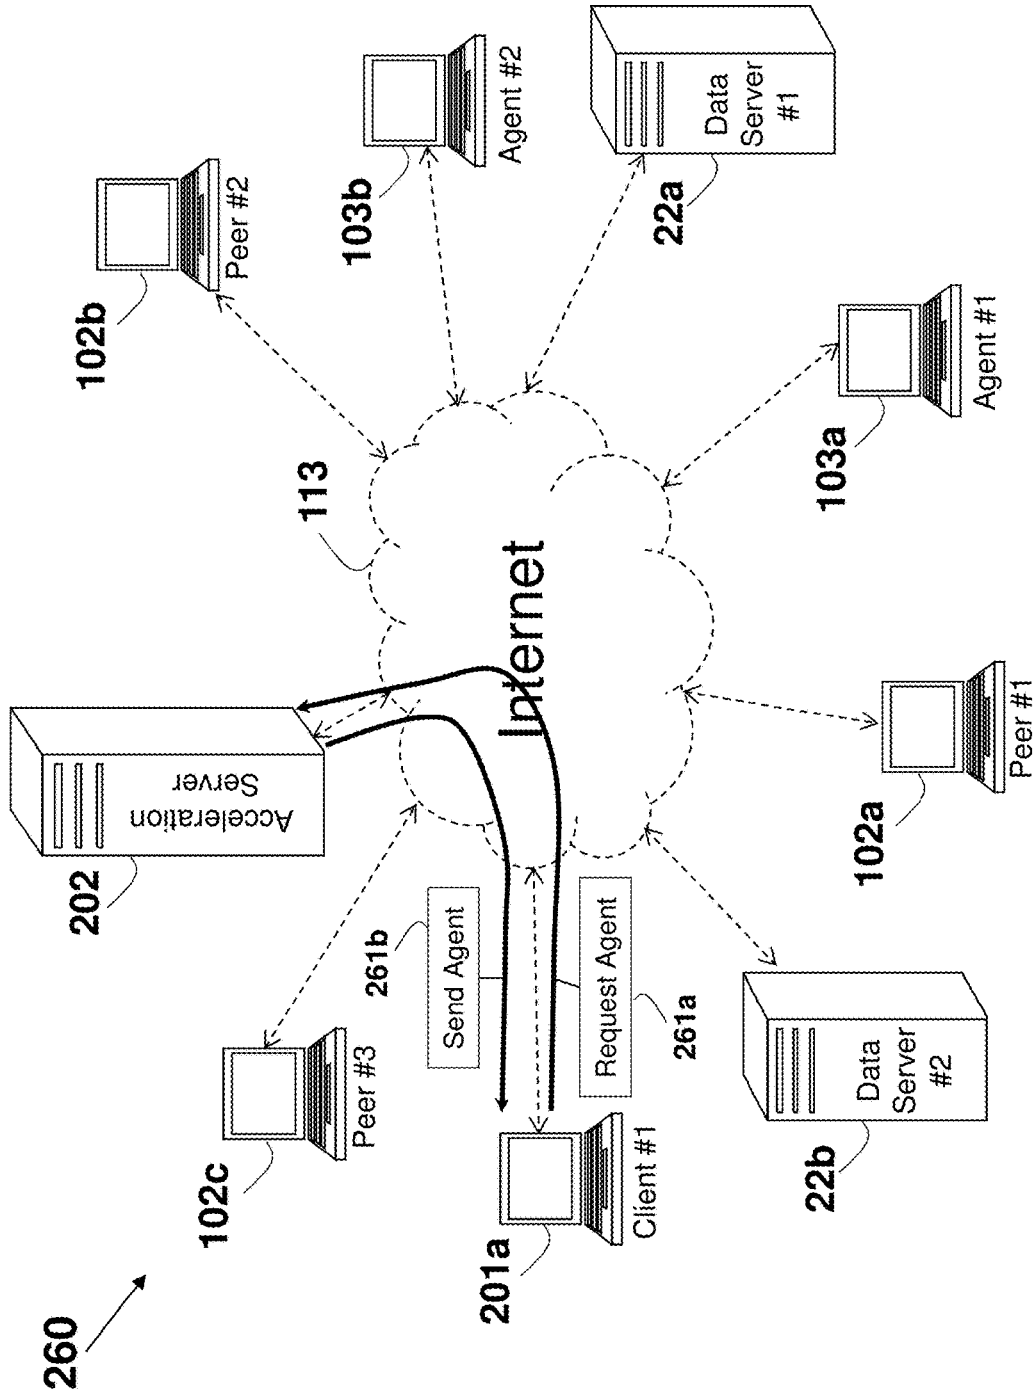 260
102c
Peer #3
202
Acceleration
Server
113
102b
Peer #2
103b
Agent #2
22a
Data
Server
#1
261b
Send Agent
Internet
201a
Client #1
Request Agent
261a
103a
Agent #1
22b
Data
Server
#2
102a
Peer #1